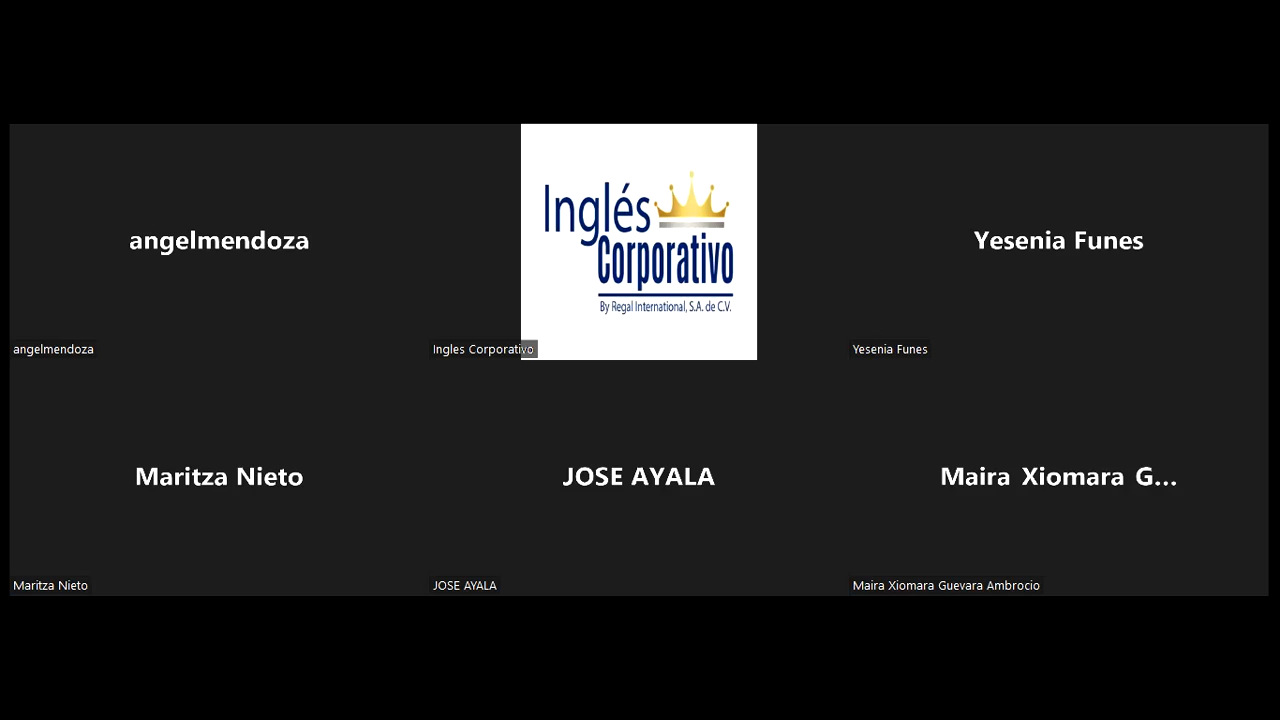 angelmendoza
angelmendoza
Inglés
Corporativo
By Regal International, S.A. de C.V.
Ingles Corporativo
Yesenia Funes
Yesenia Funes
Maritza Nieto
Maritza Nieto
JOSE AYALA
JOSE AYALA
Maira Xiomara G...
Maira Xiomara Guevara Ambrocio